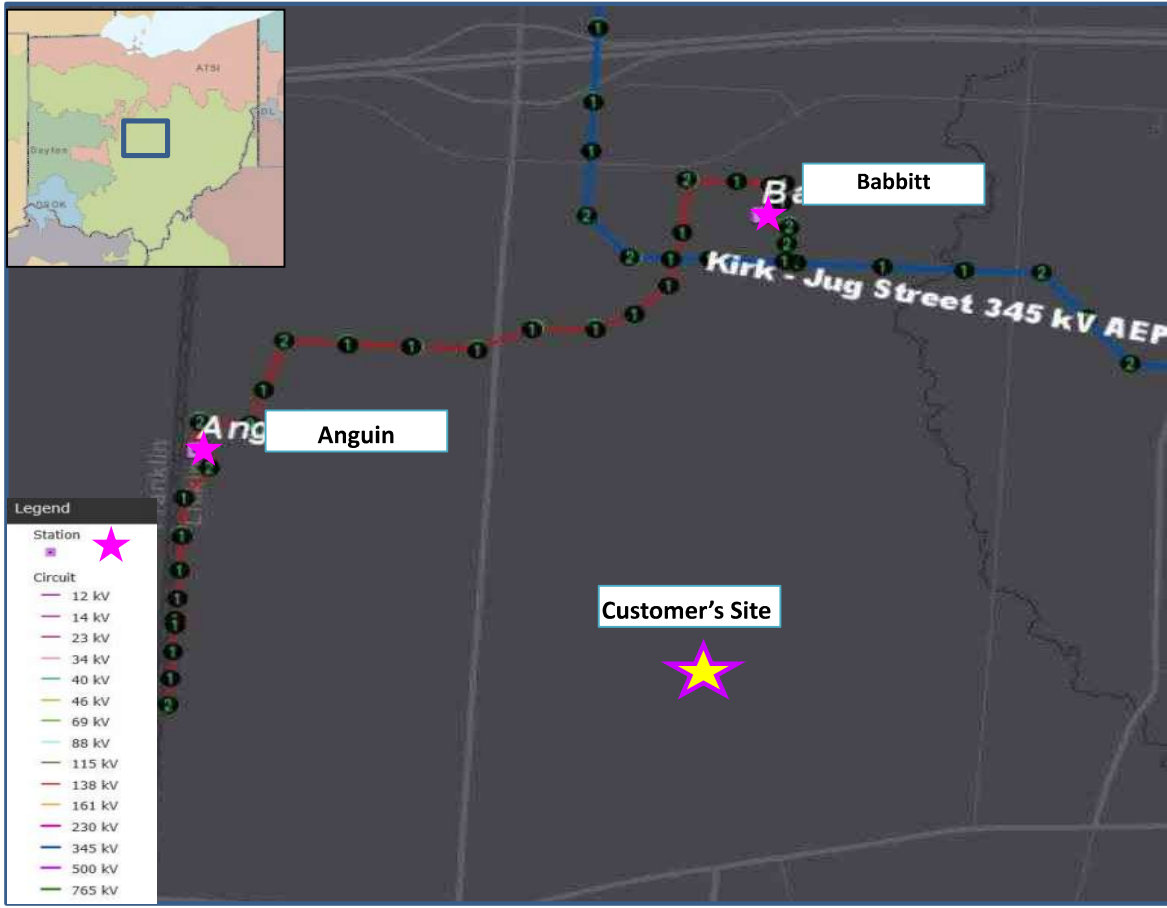 ATSI
DL
Dayton
DEOK
Ba
Babbitt
Kirk - Jug Street 345 kV AEP
Ang
Anguin
Customer's Site
Legend
Station
Circuit
12 kV
14 kV
23 kV
34 kV
40 kV
46 kV
69 kV
88 kV
115 kV
138 kV
161 kV
230 kV
345 kV
500 kV
765 kV